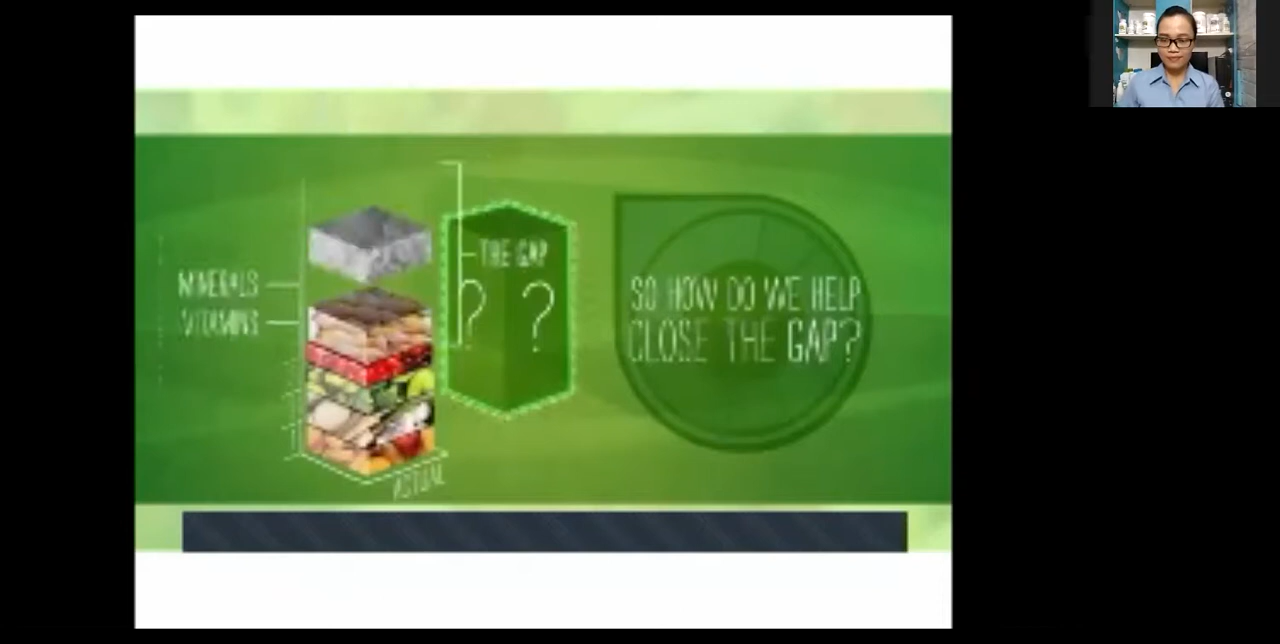 MINERALS
VITAMINS
THE GAP
? ?
ACTUAL
SO HOW DO WE HELP
CLOSE THE GAP?